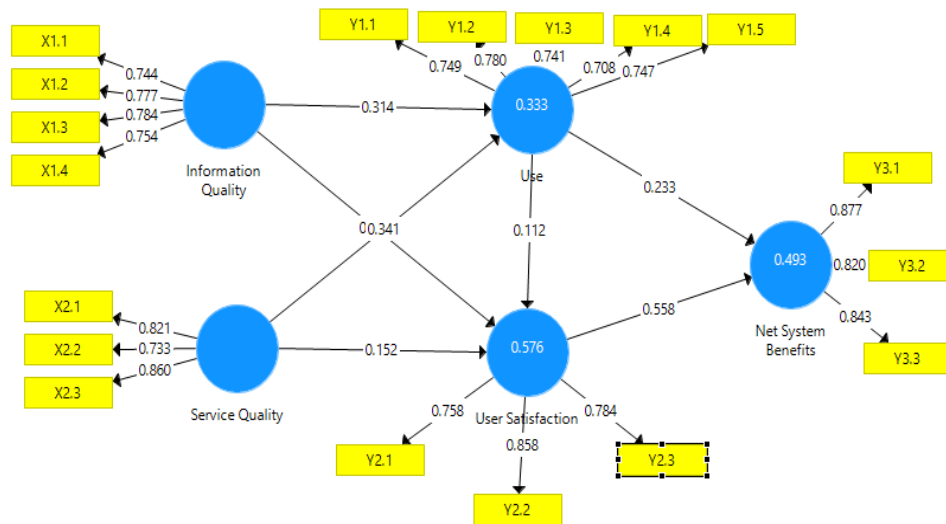 X1.1
X1.2
X1.3
X1.4
0.744
0.777
0.784
0.754
Information
Quality
0.314
Y1.1
Y1.2
Y1.3
Y1.4
Y1.5
0.749
0.780
0.741
0.708
0.747
0.333
Use
0.233
0.112
0.341
Y3.1
0.877
0.493
0.820
Y3.2
0.843
Y3.3
Net System
Benefits
X2.1
X2.2
X2.3
0.821
0.733
0.860
Service Quality
0.152
0.576
0.558
User Satisfaction
0.758
0.858
0.784
Y2.1
Y2.2
Y2.3